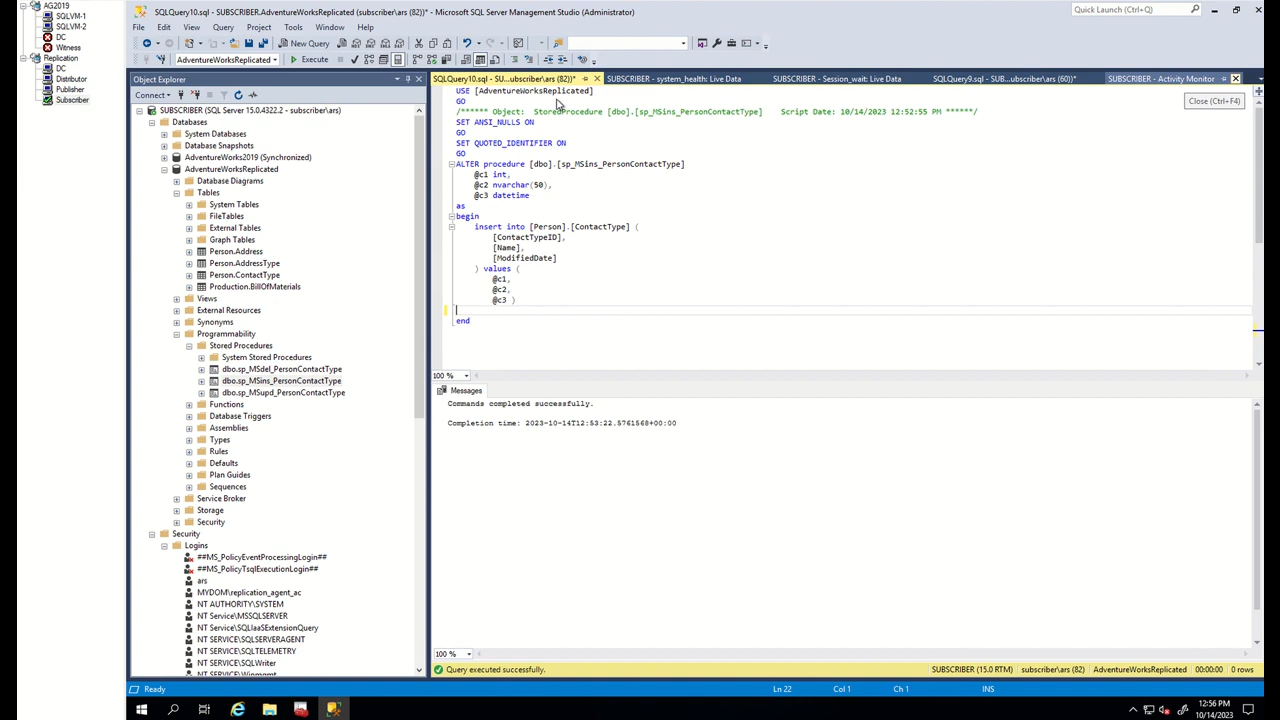 AG2019
SQLVM-1
SQLVM-2
DC
Witness
Replication
DC
Distributor
Publisher
Subscriber
SQLQuery10.sql - SUBSCRIBER.AdventureWorksReplicated (subscriber\ars (82))* - Microsoft SQL Server Management Studio (Administrator)
Quick Launch (Ctrl+Q)
File Edit View Query Project Tools Window Help
New Query
AdventureWorksReplicated
Execute
Object Explorer
Connect
SUBSCRIBER (SQL Server 15.0.4322.2 - subscriber\ars)
Databases
System Databases
Database Snapshots
AdventureWorks2019 (Synchronized)
AdventureWorksReplicated
Database Diagrams
Tables
System Tables
FileTables
External Tables
Graph Tables
Person.Address
Person.AddressType
Person.ContactType
Production.BillOfMaterials
Views
External Resources
Synonyms
Programmability
Stored Procedures
System Stored Procedures
dbo.sp_MSdel_PersonContactType
dbo.sp_MSins_PersonContactType
dbo.sp_MSupd_PersonContactType
Functions
Database Triggers
Assemblies
Types
Rules
Defaults
Plan Guides
Sequences
Service Broker
Storage
Security
Security
Logins
##MS_PolicyEventProcessingLogin##
##MS_PolicyTsqlExecutionLogin##
ars
MYDOM\replication_agent_ac
NT AUTHORITY\SYSTEM
NT Service\MSSQLSERVER
NT Service\SQLIaaSExtensionQuery
NT SERVICE\SQLSERVERAGENT
NT SERVICE\SQLTELEMETRY
NT SERVICE\SQLWriter
NT SERVICE\Winmgmt
SQLQuery10.sql - SU...ubscriber\ars (82))* SUBSCRIBER - system_health: Live Data SUBSCRIBER - Session_wait: Live Data SQLQuery9.sql - SUB...ubscriber\ars (60))* SUBSCRIBER - Activity Monitor
Close (Ctrl+F4)
USE [AdventureWorksReplicated]
GO
/****** Object:  StoredProcedure [dbo].[sp_MSins_PersonContactType]    Script Date: 10/14/2023 12:52:55 PM ******/
SET ANSI_NULLS ON
GO
SET QUOTED_IDENTIFIER ON
GO
ALTER procedure [dbo].[sp_MSins_PersonContactType]
@c1 int,
@c2 nvarchar(50),
@c3 datetime
as
begin
insert into [Person].[ContactType] (
[ContactTypeID],
[Name],
[ModifiedDate]
) values (
@c1,
@c2,
@c3 )
end
100 %
Messages
Commands completed successfully.
Completion time: 2023-10-14T12:53:22.5761568+00:00
100 %
Query executed successfully. SUBSCRIBER (15.0 RTM) subscriber\ars (82) AdventureWorksReplicated 00:00:00 0 rows
Ready Ln 22 Col 1 Ch 1 INS
12:56 PM
10/14/2023